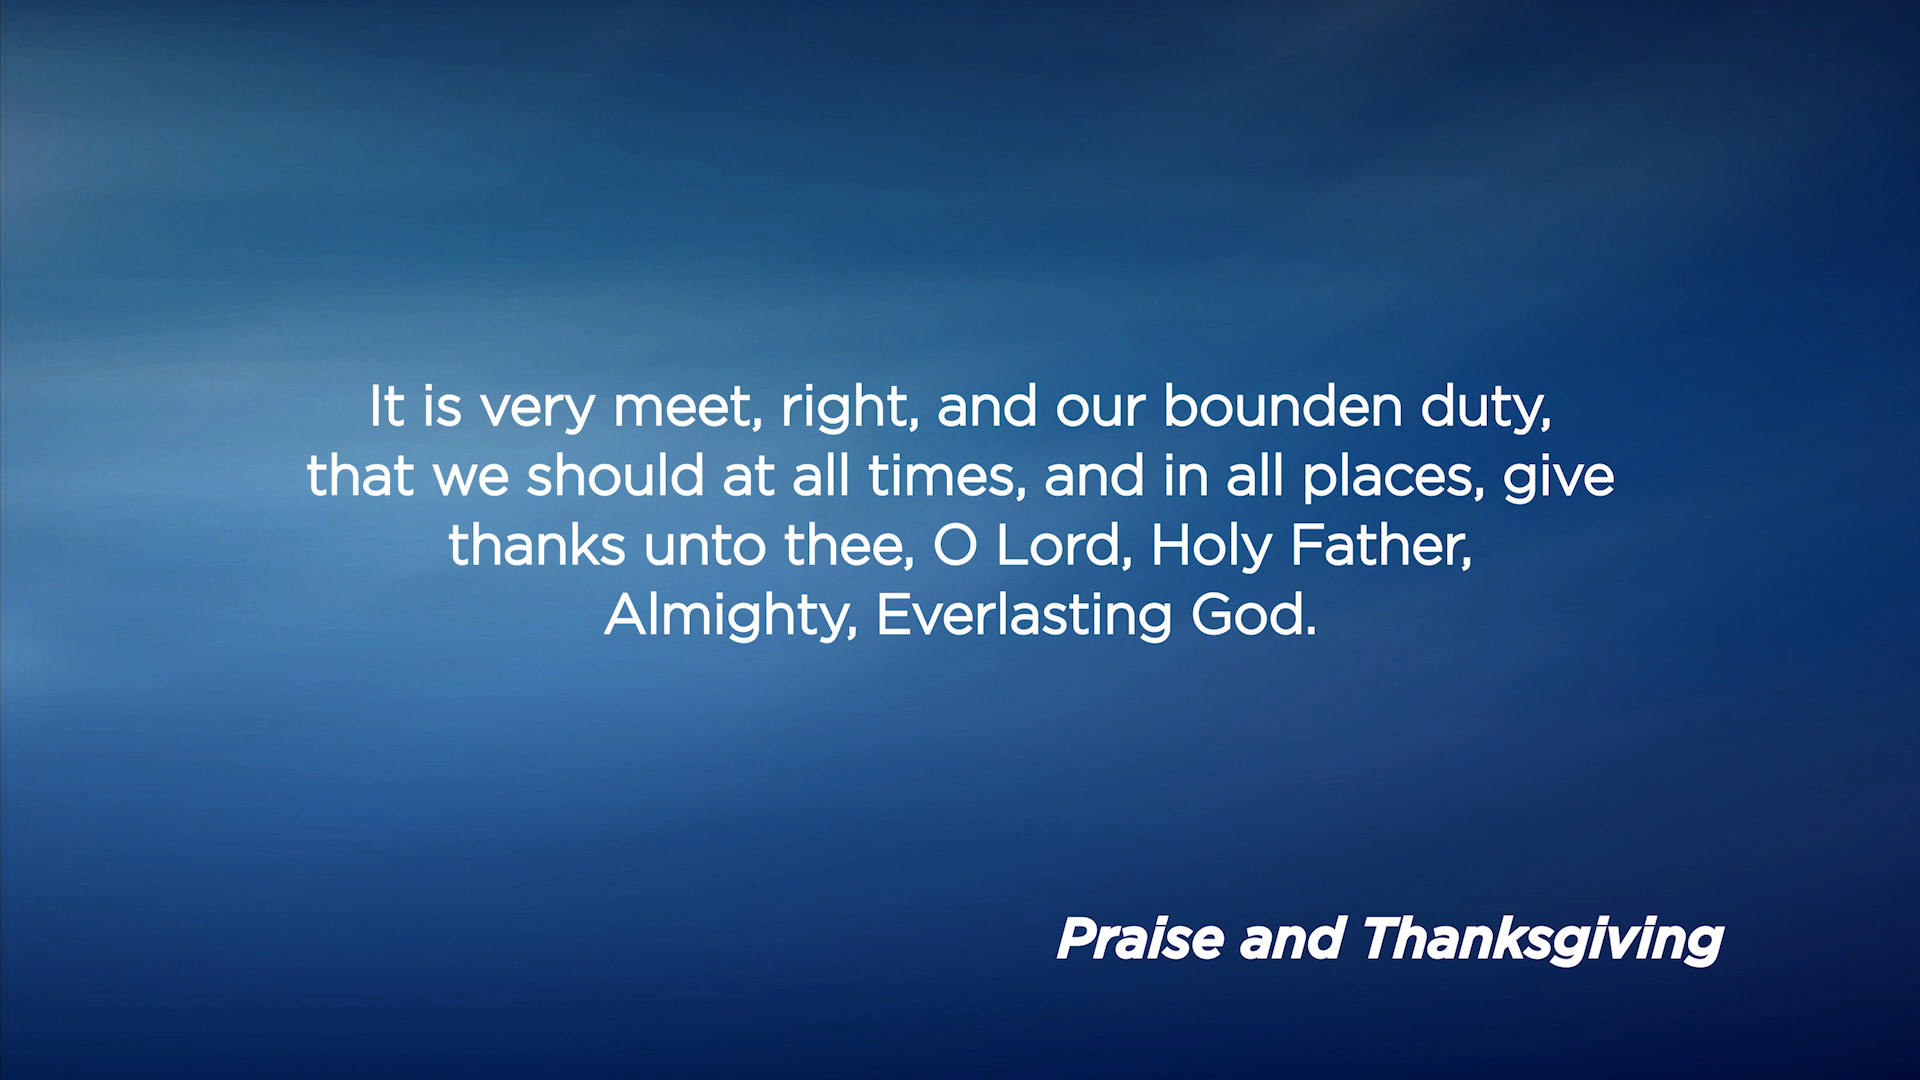 It is very meet, right, and our bounden duty,
that we should at all times, and in all places, give
thanks unto thee, O Lord, Holy Father,
Almighty, Everlasting God.
Praise and Thanksgiving